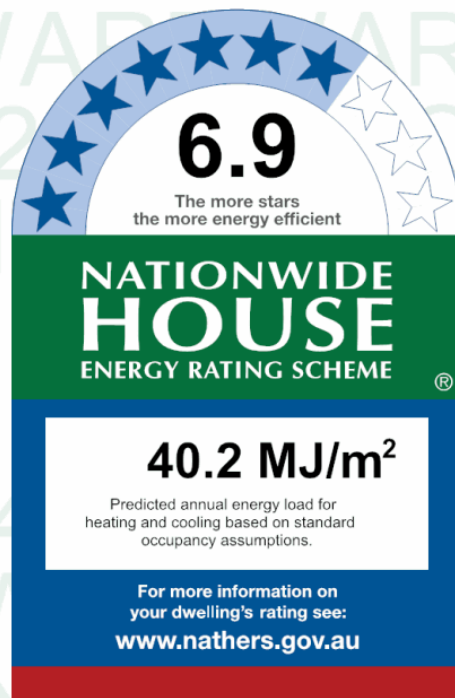 6.9
The more stars
the more energy efficient
NATIONWIDE
HOUSE
ENERGY RATING SCHEME
®
40.2 MJ/m²
Predicted annual energy load for
heating and cooling based on standard
occupancy assumptions.
For more information on
your dwelling's rating see:
www.nathers.gov.au